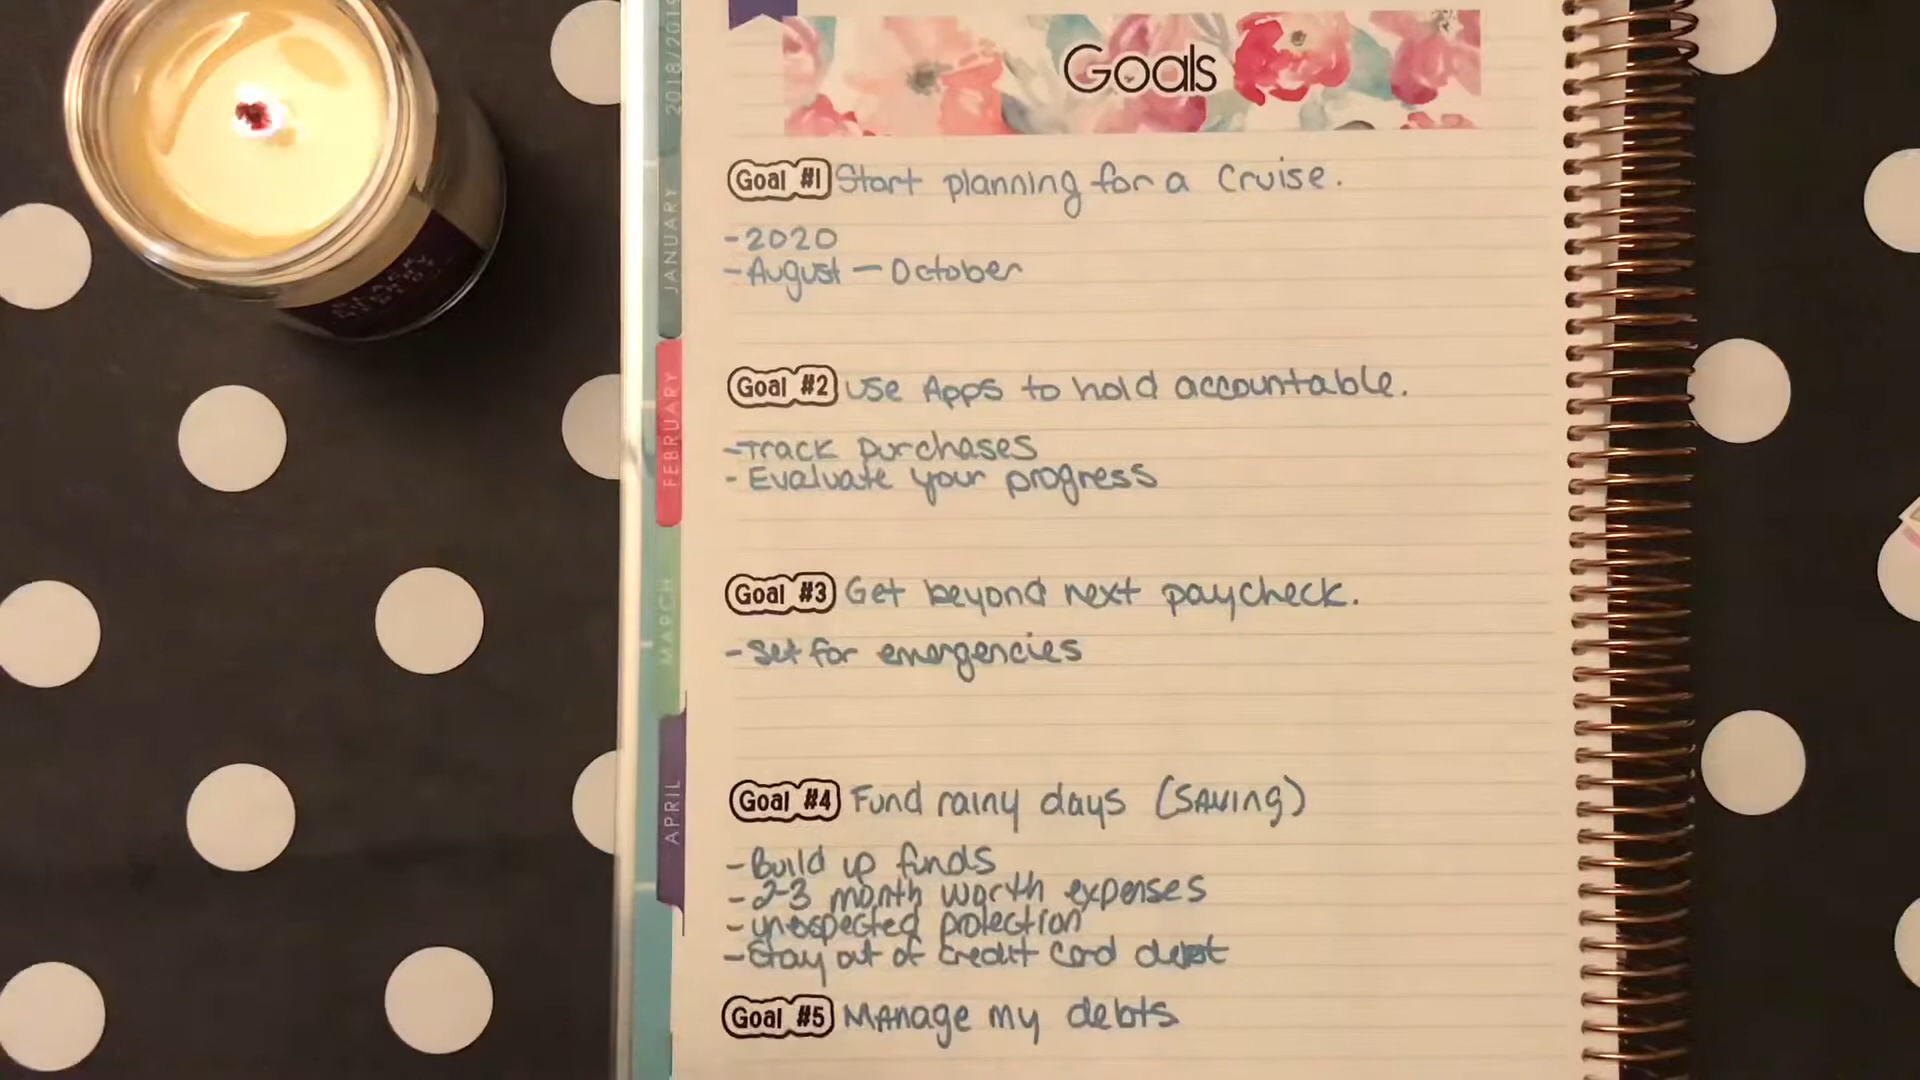 Goals
Goal #1 Start planning for a Cruise.
-2020
-August - October
Goal #2 Use Apps to hold accountable.
-Track purchases
- Evaluate your progress
Goal #3 Get beyond next paycheck.
-Set for emergencies
Goal #4 Fund rainy days (SAVINg)
-Build up funds
-2-3 month worth expenses
-unexspected protection
-Stay out of credit card debt
Goal #5 Manage my debts
2018/2019
JANUARY
FEBRUARY
MARCH
APRIL